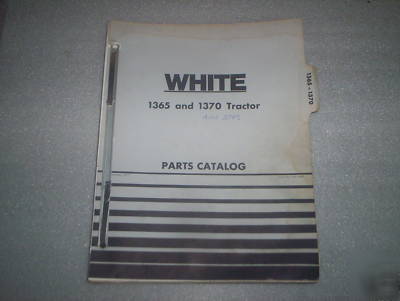 WHITE
1365 and 1370 Tractor
PARTS CATALOG
1365 - 1370